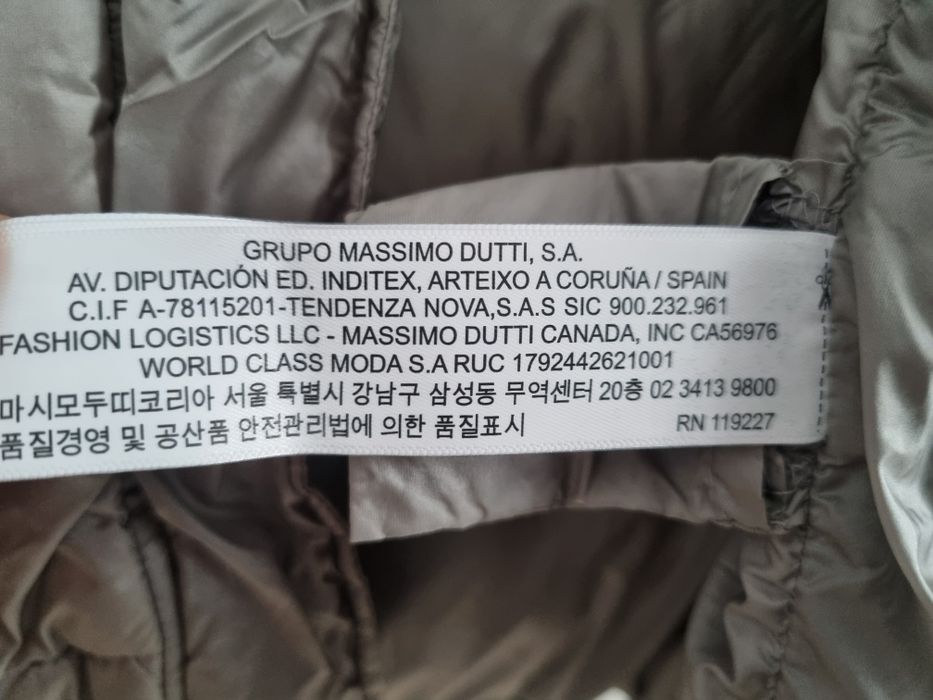 GRUPO MASSIMO DUTTI, S.A.
AV. DIPUTACIÓN ED. INDITEX, ARTEIXO A CORUÑA / SPAIN
C.I.F A-78115201-TENDENZA NOVA,S.A.S SIC 900.232.961
FASHION LOGISTICS LLC - MASSIMO DUTTI CANADA, INC CA56976
WORLD CLASS MODA S.A RUC 1792442621001
마시모두띠코리아 서울 특별시 강남구 삼성동 무역센터 20층 02 3413 9800
품질경영 및 공산품 안전관리법에 의한 품질표시 RN 119227